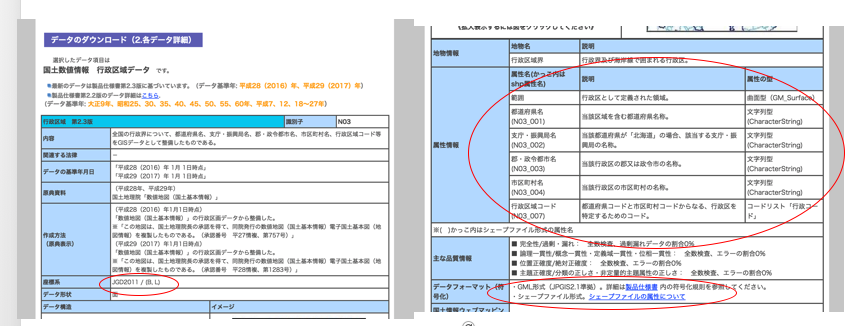 データのダウンロード（2.各データ詳細）
選択したデータ項目は
国土数値情報　行政区域データ　です。
最新のデータは製品仕様書第2.3版に基づいています。（データ基準年：平成28（2016）年、平成29（2017）年）
製品仕様書第2.2版のデータ詳細はこちら.
（データ基準年：大正9年、昭和25、30、35、40、45、50、55、60年、平成7、12、18~27年）
行政区域　第2.3版　識別子　N03
内容　全国の行政界について、都道府県名、支庁・振興局名、郡・政令都市名、市区町村名、行政区域コード等をGISデータとして整備したものである。
関連する法律　－
データの基準年月日　「平成28（2016）年 1月 1日時点」
「平成29（2017）年 1月 1日時点」
原典資料　（平成28年、平成29年）
国土地理院「数値地図（国土基本情報）」
作成方法（原典表示）　（平成28（2016）年1月1日時点）
「数値地図（国土基本情報）」の行政区画データから整備した。
※「この地図は、国土地理院長の承認を得て、同院発行の数値地図（国土基本情報）電子国土基本図（地図情報）を複製したものである。（承認番号　平27情複、第757号）」
（平成29（2017）年1月1日時点）
「数値地図（国土基本情報）」の行政区画データから整備した。
※「この地図は、国土地理院長の承認を得て、同院発行の数値地図（国土基本情報）電子国土基本図（地図情報）を複製したものである。（承認番号　平28情複、第1283号）」
座標系　JGD2011 / (B, L)
データ形状　面
データ構造　イメージ
（拡大表示するには図をクリックしてください）
地物情報　地物名　説明
行政区域界　行政界及び海岸線で囲まれる行政区。
属性情報　属性名(かっこ内はshp属性名)　説明　属性の型
範囲　行政区として定義された領域。　曲面型（GM_Surface）
都道府県名（N03_001）　当該区域を含む都道府県名称。　文字列型（CharacterString）
支庁・振興局名（N03_002）　当該都道府県が「北海道」の場合、該当する支庁・振興局の名称。　文字列型（CharacterString）
郡・政令都市名（N03_003）　当該行政区の郡又は政令市の名称。　文字列型（CharacterString）
市区町村名（N03_004）　当該行政区の市区町村の名称。　文字列型（CharacterString）
行政区域コード（N03_007）　都道府県コードと市区町村コードからなる、行政区を特定するためのコード。　コードリスト「行政コード」
※(　)かっこ内はシェープファイル形式の属性名
主な品質情報　■ 完全性/過剰・漏れ：　全数検査、過剰漏れデータの割合0%
■ 論理一貫性/概念一貫性・定義域一貫性・位相一貫性：　全数検査、エラーの割合0%
■ 位置正確度/絶対正確度：　全数検査、エラーの割合0%
■ 主題正確度/分類の正しさ・非定量的主題属性の正しさ：　全数検査、エラーの割合0%
データフォーマット（符号化）　・GML形式（JPGIS2.1準拠）。詳細は製品仕様書 内の符号化規則を参照してください。
・シェープファイル形式。シェープファイルの属性について
国土情報ウェブマッピン